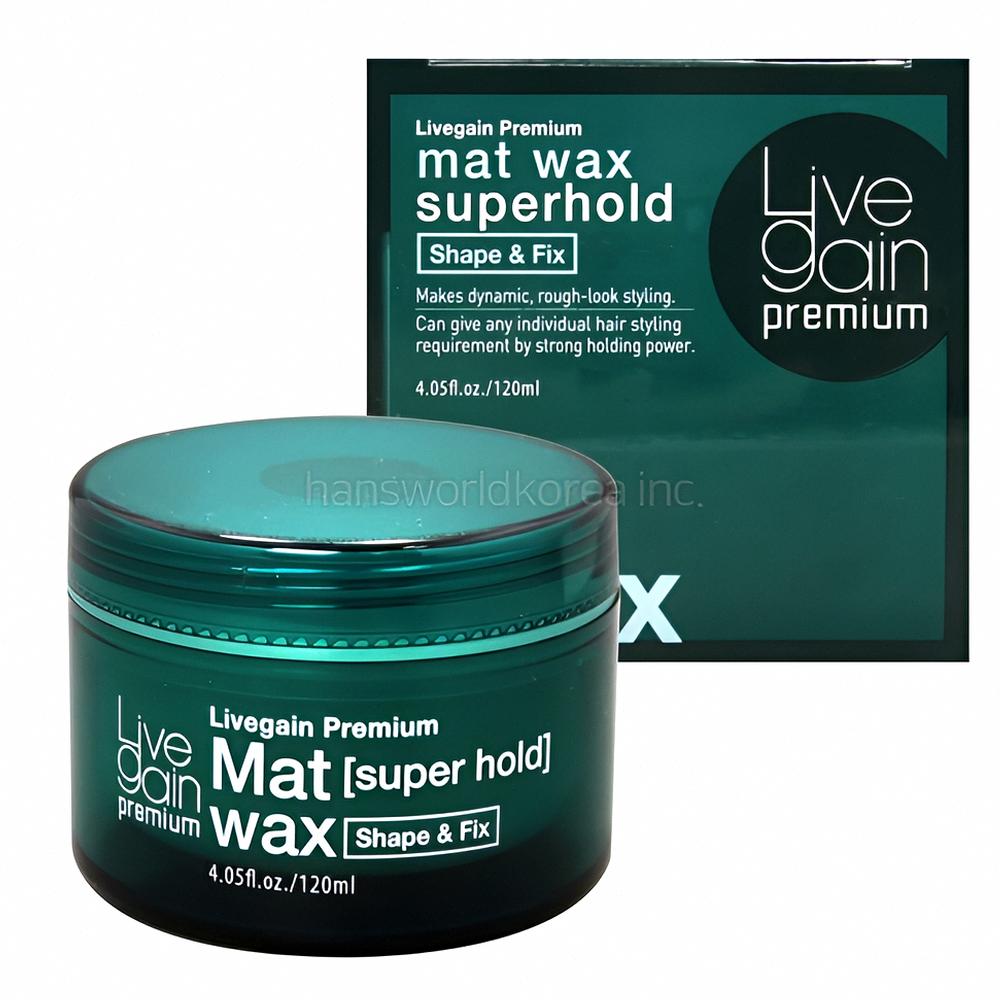 Livegain Premium
mat wax
superhold
Shape & Fix
Makes dynamic, rough-look styling.
Can give any individual hair styling
requirement by strong holding power.
4.05fl.oz./120ml
Live
gain
premium
hansworldkorea inc.
x
Live
gain
premium
Livegain Premium
Mat [super hold]
wax Shape & Fix
4.05fl.oz./120ml